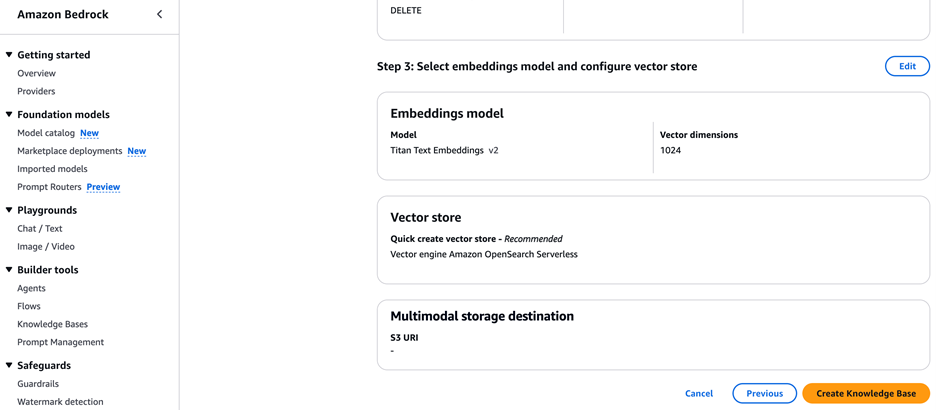 Amazon Bedrock
Getting started
Overview
Providers
Foundation models
Model catalog New
Marketplace deployments New
Imported models
Prompt Routers Preview
Playgrounds
Chat / Text
Image / Video
Builder tools
Agents
Flows
Knowledge Bases
Prompt Management
Safeguards
Guardrails
Watermark detection
DELETE
Step 3: Select embeddings model and configure vector store
Edit
Embeddings model
Model
Titan Text Embeddings v2
Vector dimensions
1024
Vector store
Quick create vector store - Recommended
Vector engine Amazon OpenSearch Serverless
Multimodal storage destination
S3 URI
-
Cancel
Previous
Create Knowledge Base